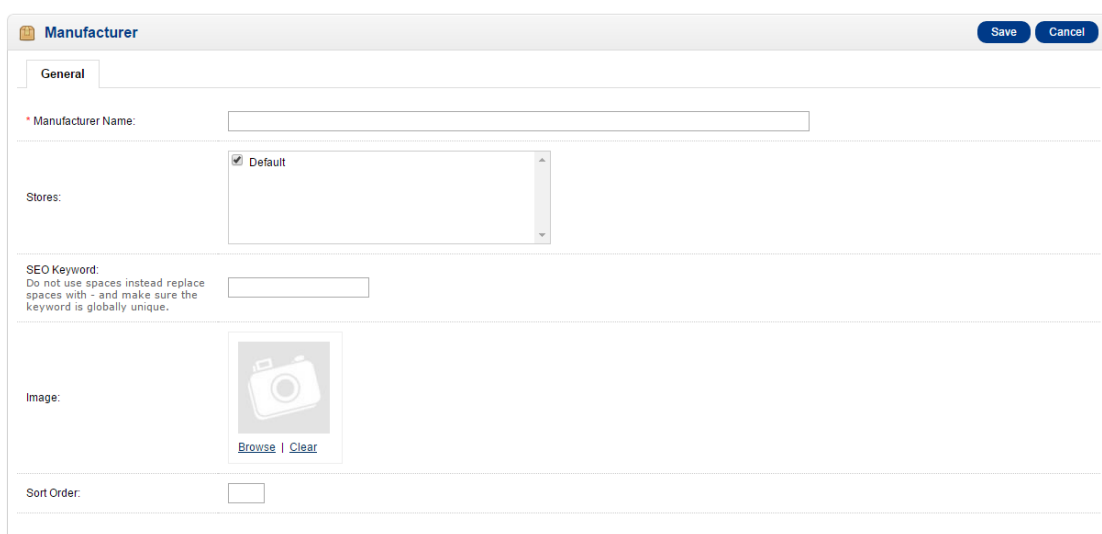 Manufacturer
Save
Cancel
General
* Manufacturer Name:
Stores:
Default
SEO Keyword:
Do not use spaces instead replace
spaces with - and make sure the
keyword is globally unique.
Image:
Browse | Clear
Sort Order: